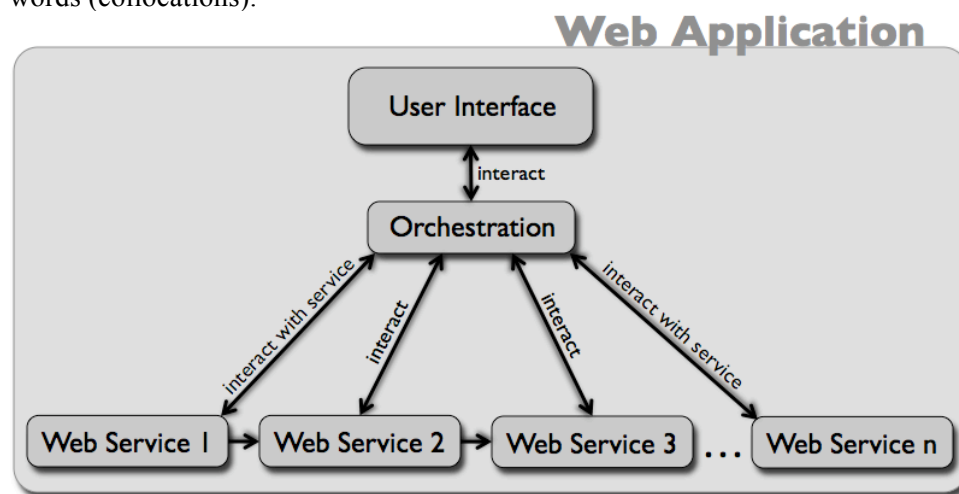 words (collocations).
Web Application
User Interface
interact
Orchestration
interact with service
interact
interact
interact with service
Web Service 1
Web Service 2
Web Service 3
...
Web Service n